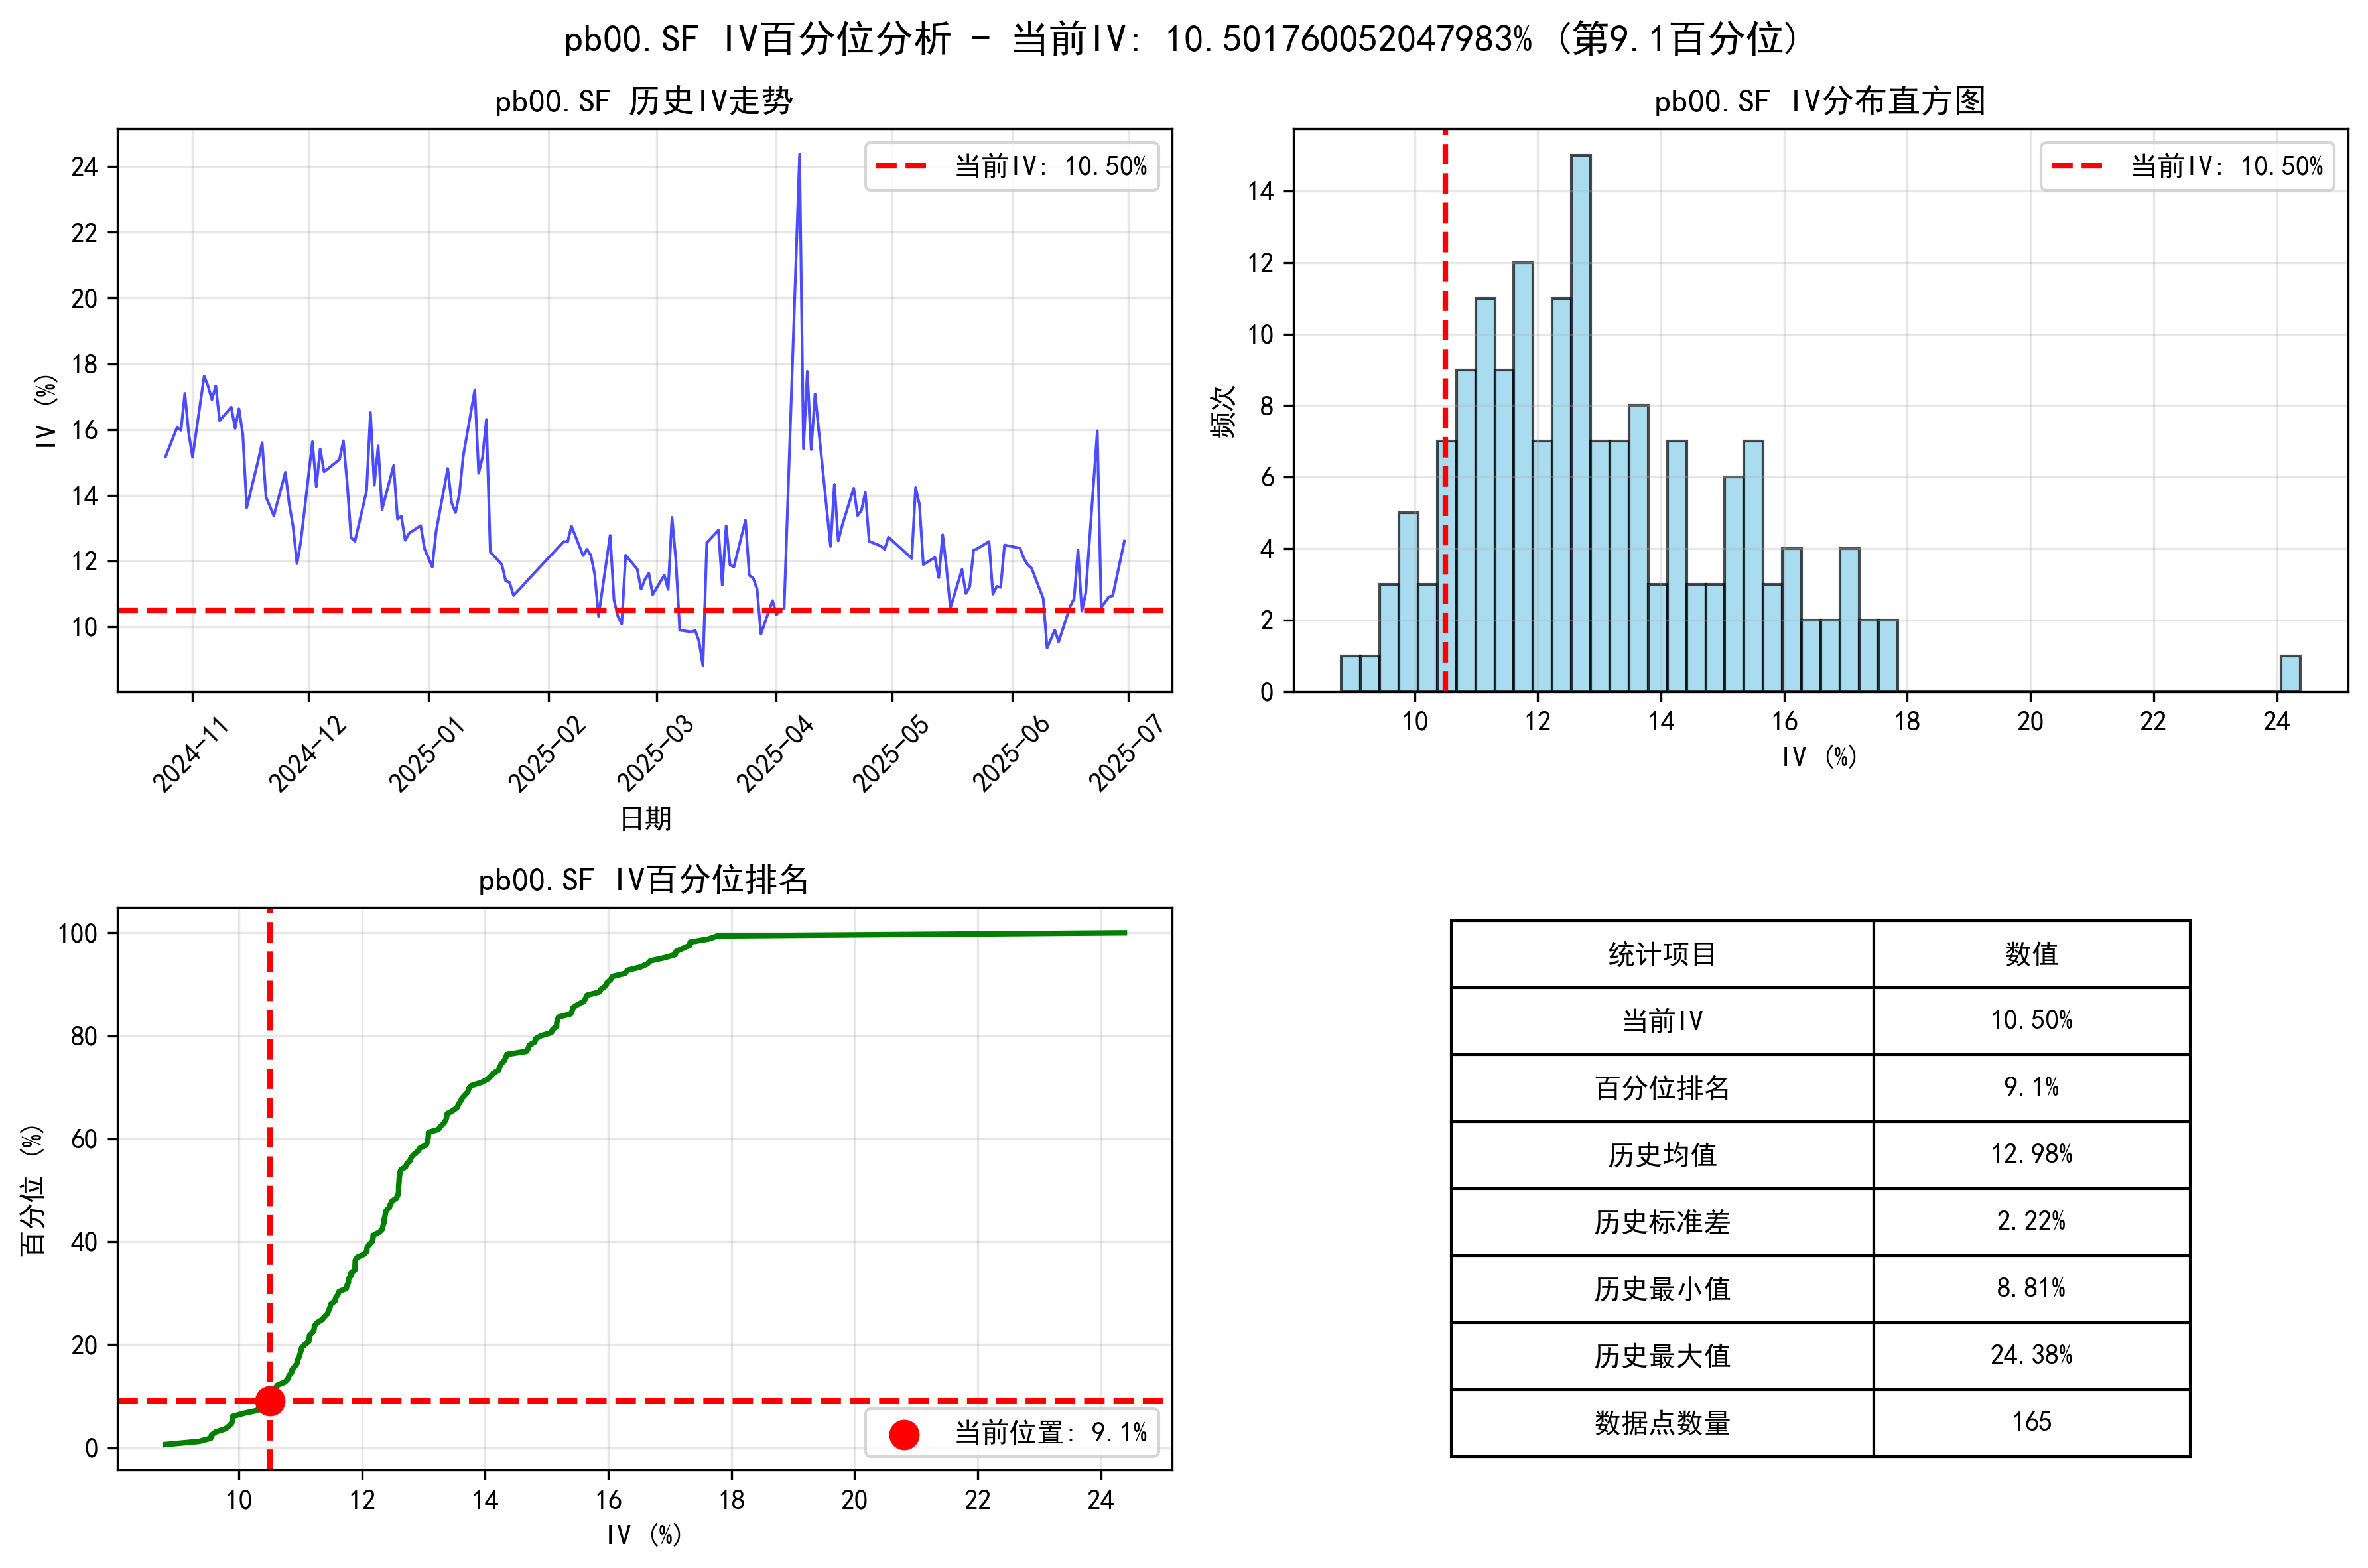 pb00.SF IV百分位分析 - 当前IV: 10.501760052047983% (第9.1百分位)
pb00.SF 历史IV走势
当前IV: 10.50%
IV (%)
24
22
20
18
16
14
12
10
2024-11
2024-12
2025-01
2025-02
2025-03
2025-04
2025-05
2025-06
2025-07
日期
pb00.SF IV分布直方图
当前IV: 10.50%
频次
14
12
10
8
6
4
2
0
10
12
14
16
18
20
22
24
IV (%)
pb00.SF IV百分位排名
百分位 (%)
100
80
60
40
20
0
当前位置: 9.1%
10
12
14
16
18
20
22
24
IV (%)
统计项目 数值
当前IV 10.50%
百分位排名 9.1%
历史均值 12.98%
历史标准差 2.22%
历史最小值 8.81%
历史最大值 24.38%
数据点数量 165